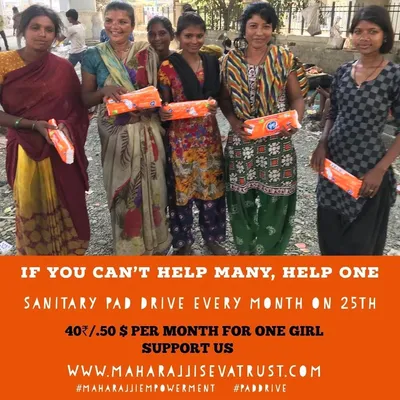 IF YOU CAN'T HELP MANY, HELP ONE
SANITARY PAD DRIVE EVERY MONTH ON 25TH
40₹/.50 $ PER MONTH FOR ONE GIRL
SUPPORT US
WWW.MAHARAJJISEVATRUST.COM
#MAHARAJJIEMPOWERMENT #PADDRIVE